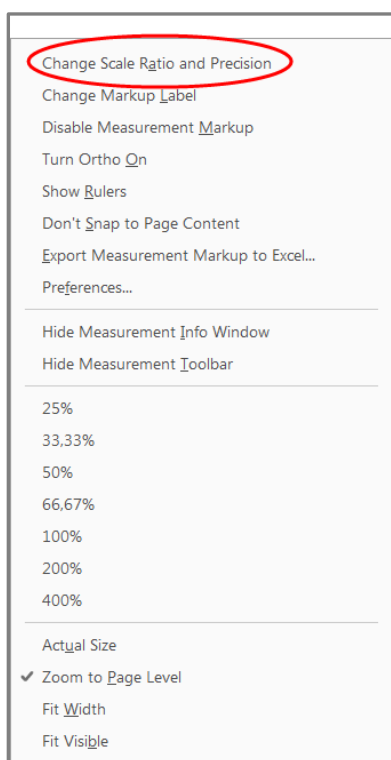 Change Scale Ratio and Precision
Change Markup Label
Disable Measurement Markup
Turn Ortho On
Show Rulers
Don't Snap to Page Content
Export Measurement Markup to Excel...
Preferences...
Hide Measurement Info Window
Hide Measurement Toolbar
25%
33,33%
50%
66,67%
100%
200%
400%
Actual Size
Zoom to Page Level
Fit Width
Fit Visible